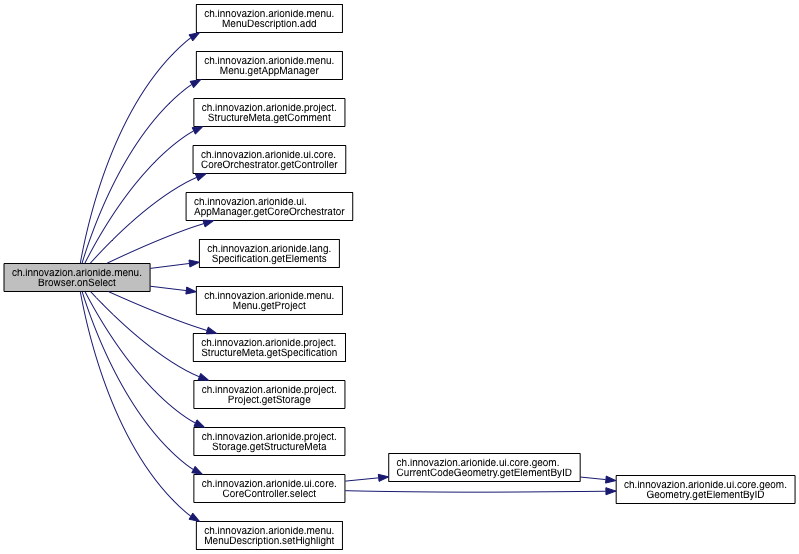 ch.innovazion.arionide.menu.
MenuDescription.add
ch.innovazion.arionide.menu.
Menu.getAppManager
ch.innovazion.arionide.project.
StructureMeta.getComment
ch.innovazion.arionide.ui.core.
CoreOrchestrator.getController
ch.innovazion.arionide.ui.
AppManager.getCoreOrchestrator
ch.innovazion.arionide.lang.
Specification.getElements
ch.innovazion.arionide.menu.
Browser.onSelect
ch.innovazion.arionide.menu.
Menu.getProject
ch.innovazion.arionide.project.
StructureMeta.getSpecification
ch.innovazion.arionide.project.
Project.getStorage
ch.innovazion.arionide.project.
Storage.getStructureMeta
ch.innovazion.arionide.ui.core.
CoreController.select
ch.innovazion.arionide.ui.core.geom.
CurrentCodeGeometry.getElementByID
ch.innovazion.arionide.ui.core.geom.
Geometry.getElementByID
ch.innovazion.arionide.menu.
MenuDescription.setHighlight